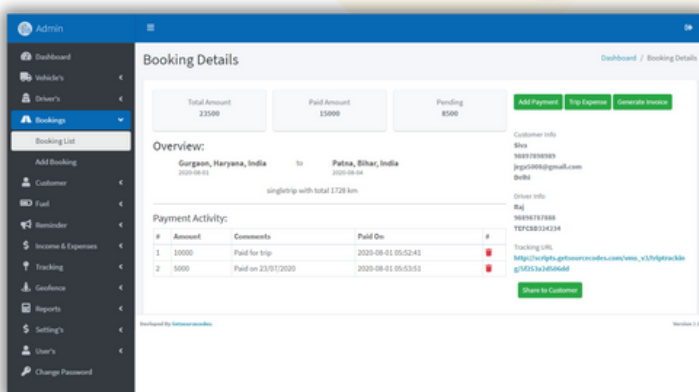 Admin
Dashboard
Vehicle's
Driver's
Bookings
Booking List
Add Booking
Customer
Fuel
Reminder
Income & Expenses
Tracking
Geofence
Reports
Setting's
User's
Change Password
Booking Details
Dashboard / Booking Details
Total Amount
23500
Paid Amount
15000
Pending
8500
Overview:
Gurgaon, Haryana, India to Patna, Bihar, India
2020-08-01 2020-08-04
singletrip with total 1728 km
Payment Activity:
# Amount Comments Paid On #
1 10000 Paid for trip 2020-08-01 05:52:41
2 5000 Paid on 23/07/2020 2020-08-01 05:53:51
Add Payment Trip Expense Generate Invoice
Customer Info
Siva
Delhi
Driver Info
Raj
Tracking URL
Share to Customer
Devloped By Getsourcecodes.